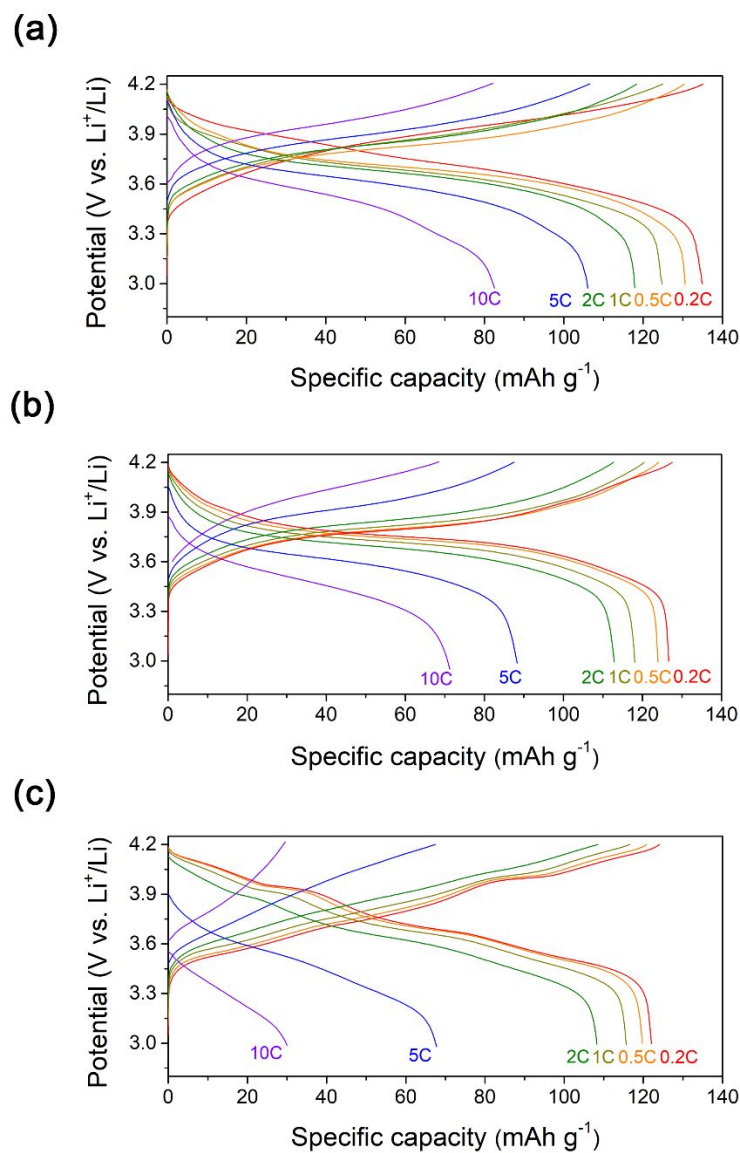 (a)
4.2
3.9
3.6
3.3
3.0
Potential (V vs. Li⁺/Li)
10C 5C 2C 1C 0.5C 0.2C
0 20 40 60 80 100 120 140
Specific capacity (mAh g⁻¹)
(b)
4.2
3.9
3.6
3.3
3.0
Potential (V vs. Li⁺/Li)
10C 5C 2C 1C 0.5C 0.2C
0 20 40 60 80 100 120 140
Specific capacity (mAh g⁻¹)
(c)
4.2
3.9
3.6
3.3
3.0
Potential (V vs. Li⁺/Li)
10C 5C 2C 1C 0.5C 0.2C
0 20 40 60 80 100 120 140
Specific capacity (mAh g⁻¹)